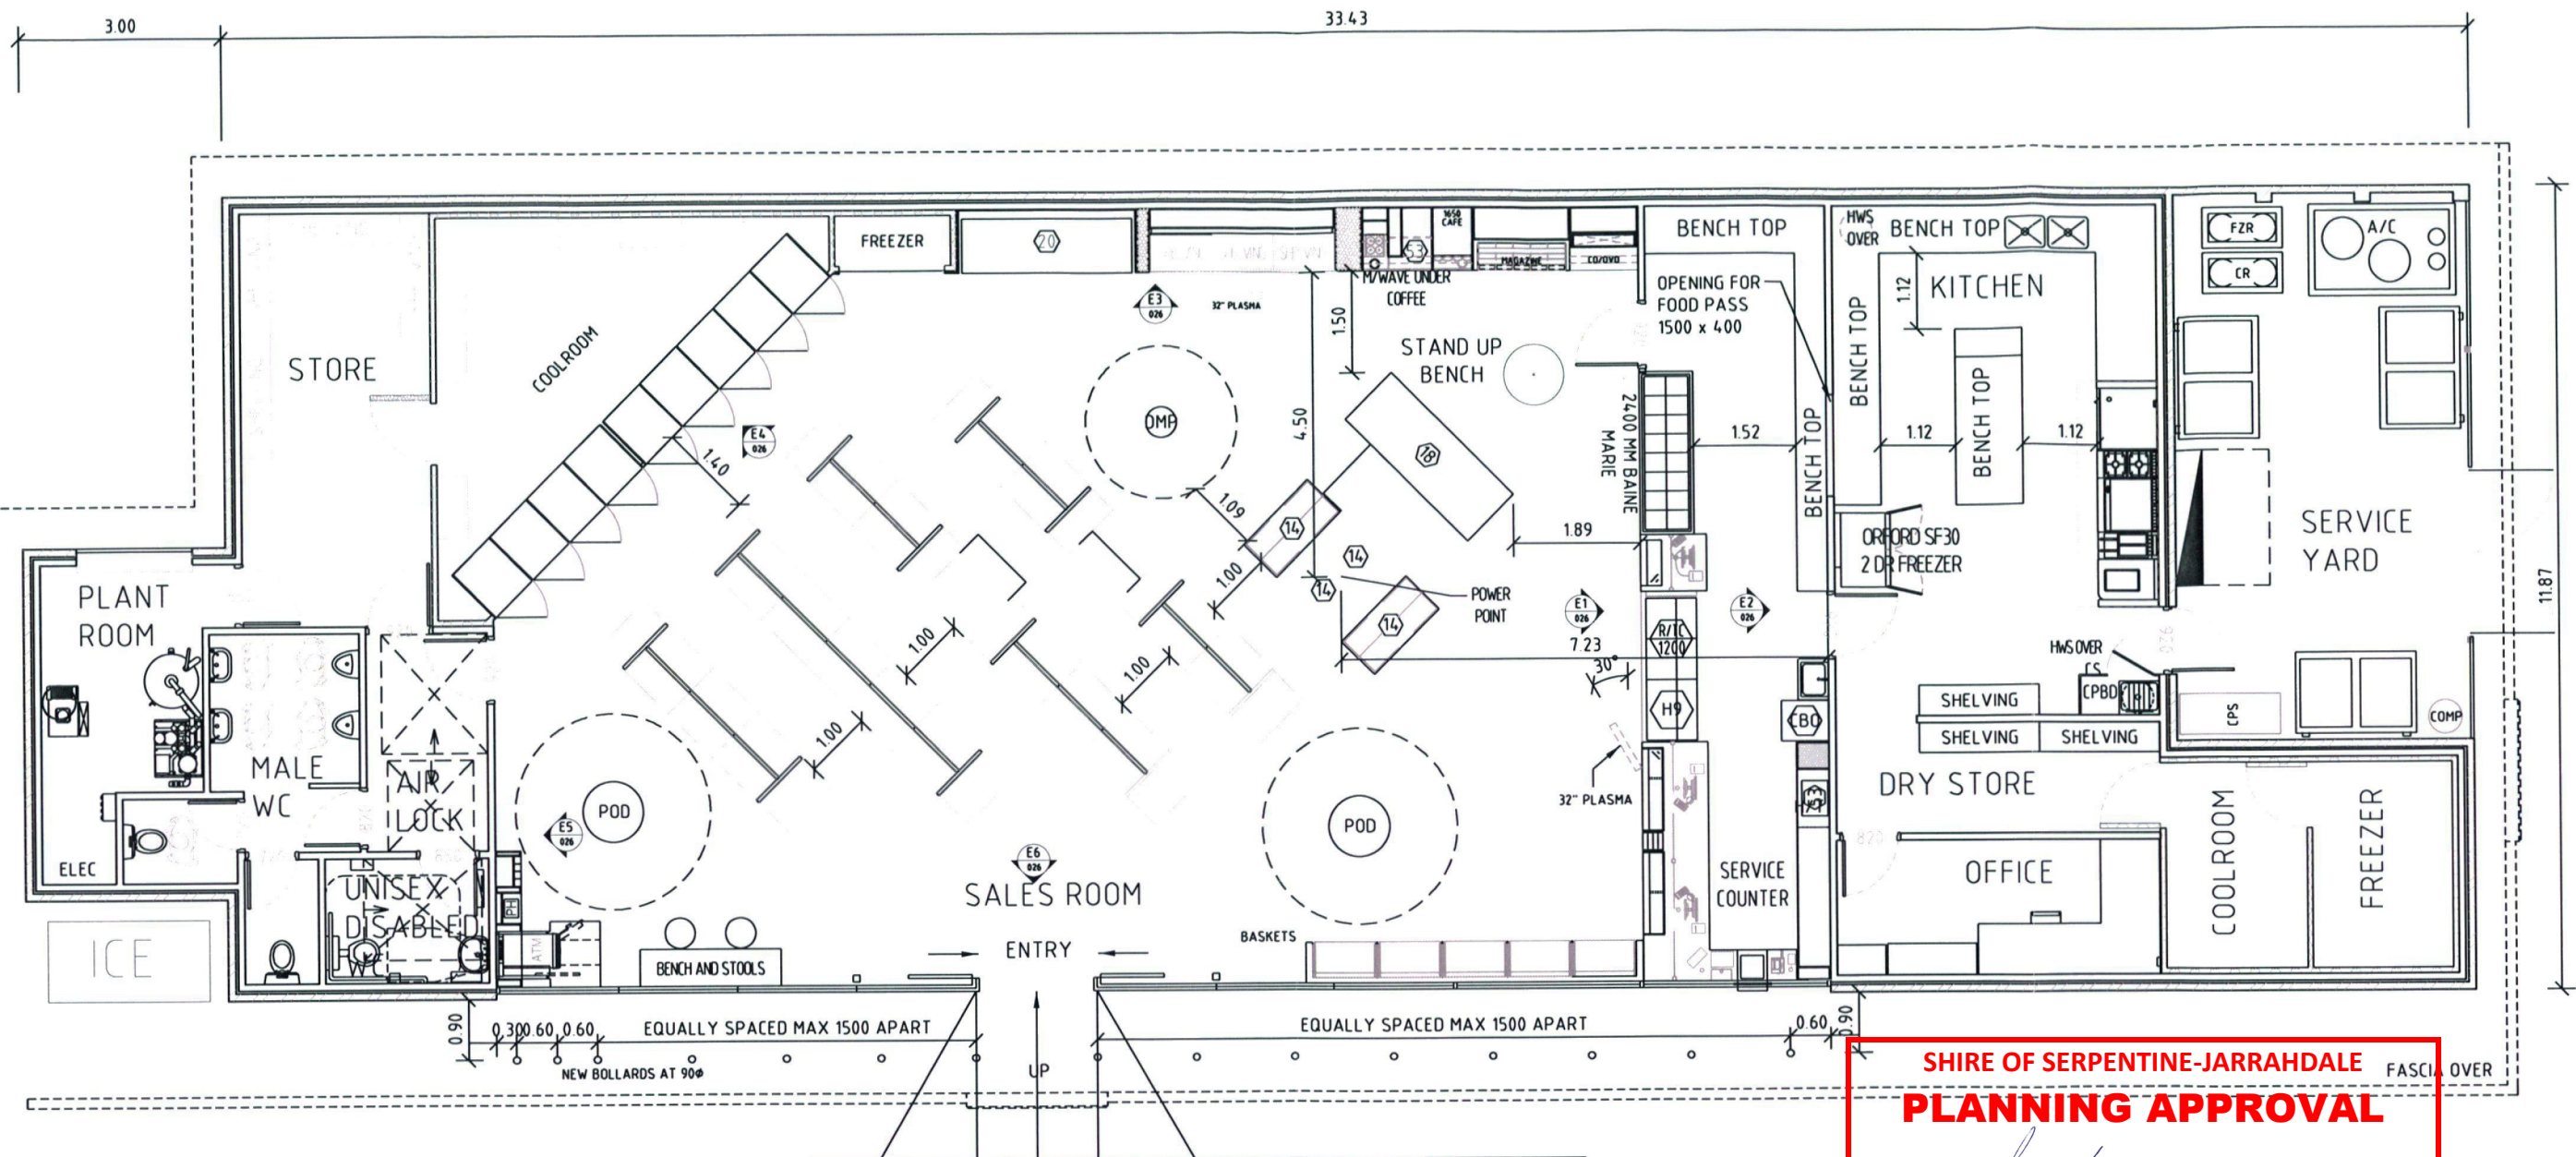 3.00
33.43
STORE
COOLROOM
FREEZER
20
E3
026
32" PLASMA
1650
CAFE
53
MAGAZINE
CD/DVD
M/WAVE UNDER
COFFEE
1.50
4.50
STAND UP
BENCH
BENCH TOP
OPENING FOR
FOOD PASS
1500 x 400
HWS
OVER
BENCH TOP
KITCHEN
1.12
BENCH TOP
BENCH TOP
1.12
1.12
FZR
CR
A/C
SERVICE
YARD
11.87
E4
026
1.40
DMP
1.09
18
14
14
14
14
1.00
1.89
2400 MM BAINE
MARIE
1.52
BENCH TOP
ORFORD SF30
2 DR FREEZER
POWER
POINT
E1
026
E2
026
7.23
30°
R/TC
1200
H9
PLANT
ROOM
1.00
1.00
1.00
MALE
WC
AIR
LOCK
ELEC
UNISEX
DISABLED
WC
ICE
PH
ATM
E5
026
POD
POD
E6
026
SALES ROOM
ENTRY
BENCH AND STOOLS
BASKETS
32" PLASMA
SERVICE
COUNTER
CBD
HWS OVER
CS
CPBD
CPS
COMP
SHELVING
SHELVING
SHELVING
DRY STORE
820
OFFICE
COOLROOM
FREEZER
0.90
0.30
0.60
0.60
EQUALLY SPACED MAX 1500 APART
EQUALLY SPACED MAX 1500 APART
0.60
0.90
NEW BOLLARDS AT 90ø
UP
FASCIA OVER
SHIRE OF SERPENTINE-JARRAHDALE
PLANNING APPROVAL